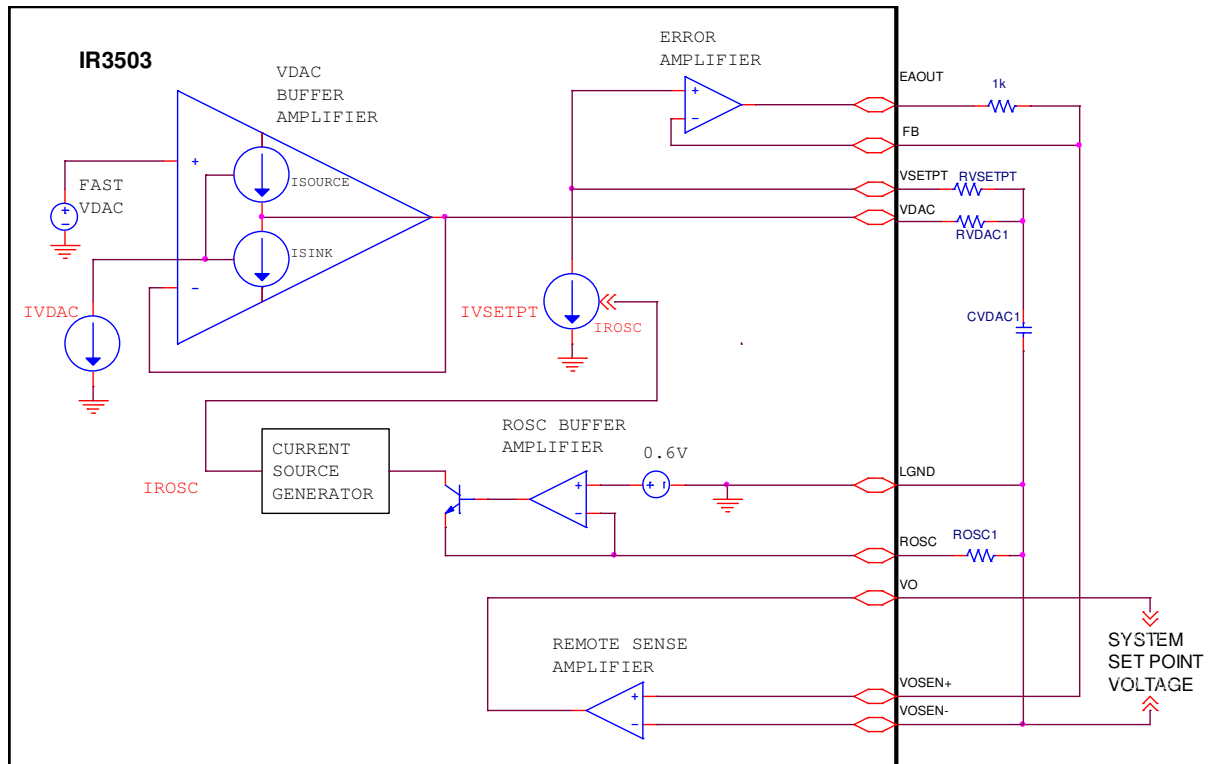 IR3503
VDAC
BUFFER
AMPLIFIER
ERROR
AMPLIFIER
EAOUT
1k
+
-
FB
+
ISOURCE
VSETPT
RVSETPT
FAST
VDAC
+
-
VDAC
RVDAC1
ISINK
-
IVDAC
IVSETPT
IROSC
CVDAC1
ROSC BUFFER
AMPLIFIER
0.6V
CURRENT
SOURCE
GENERATOR
IROSC
+
-
+
LGND
ROSC
ROSC1
VO
REMOTE SENSE
AMPLIFIER
SYSTEM
SET POINT
VOLTAGE
+
-
VOSEN+
VOSEN-